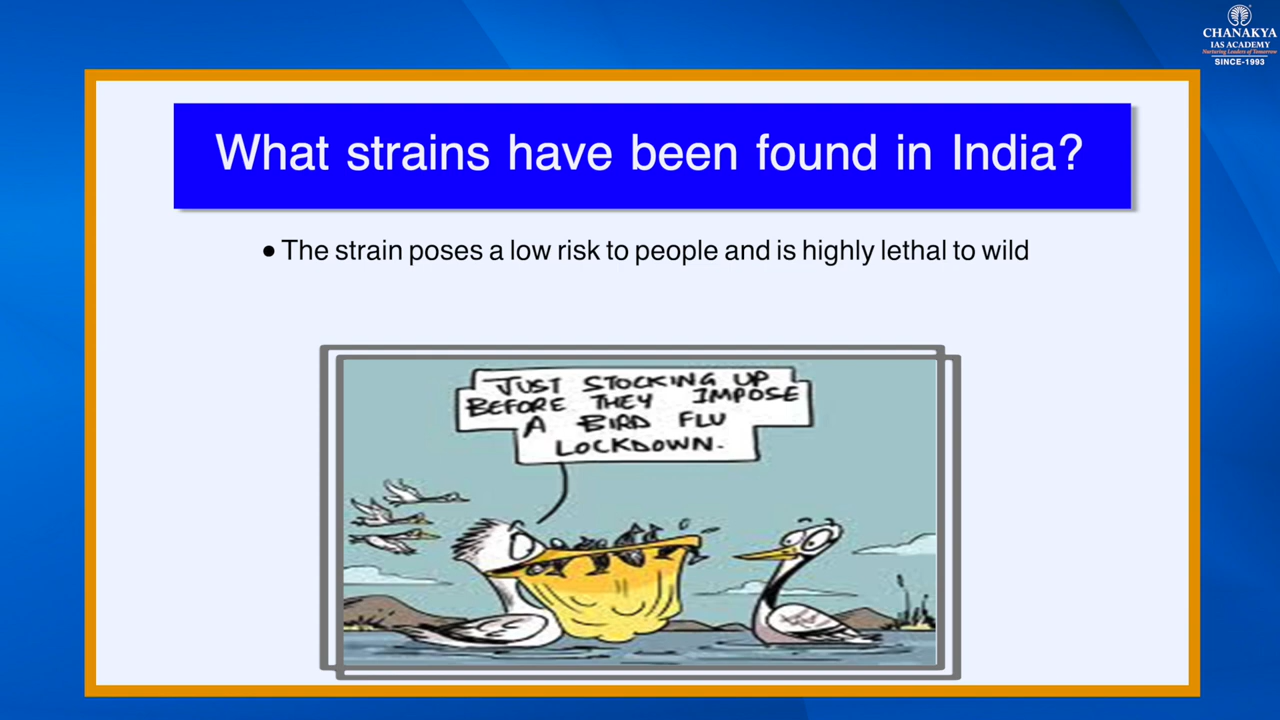 CHANAKYA
IAS ACADEMY
Nurturing Leaders of Tomorrow
SINCE-1993
What strains have been found in India?
● The strain poses a low risk to people and is highly lethal to wild
JUST STOCKING UP
BEFORE THEY IMPOSE
A BIRD FLU
LOCKDOWN.